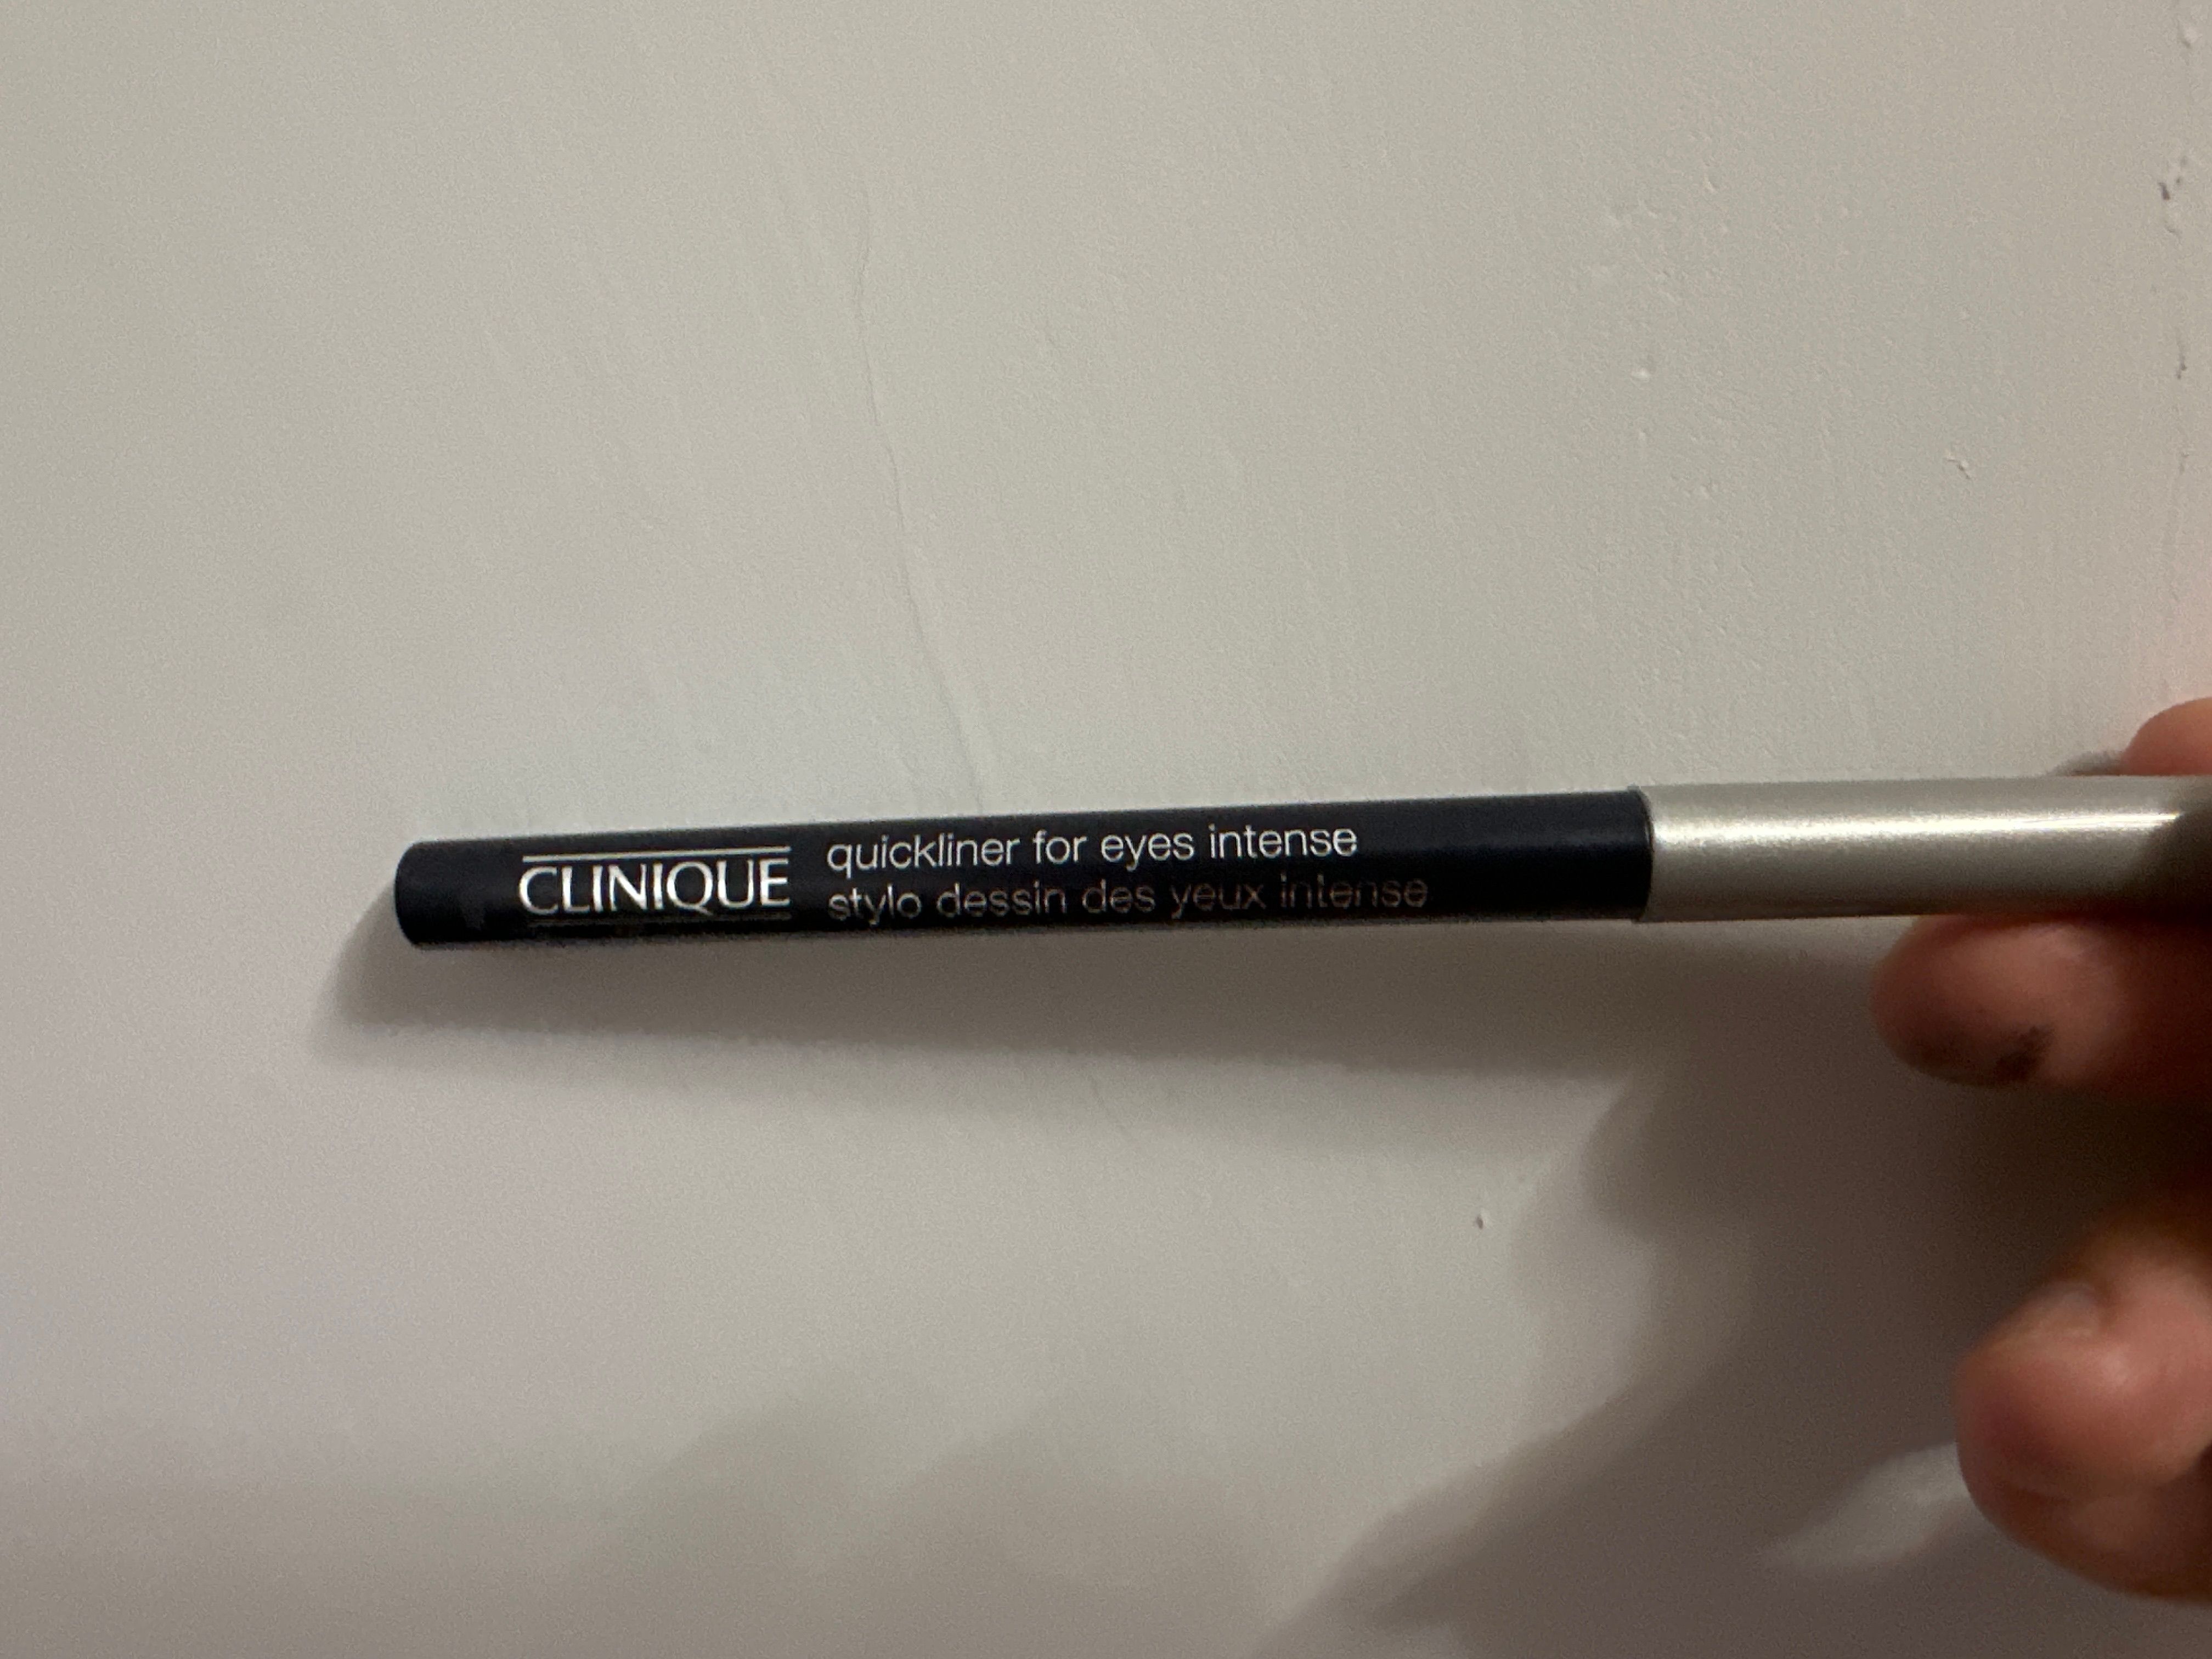 CLINIQUE
quickliner for eyes intense
stylo dessin des yeux intense